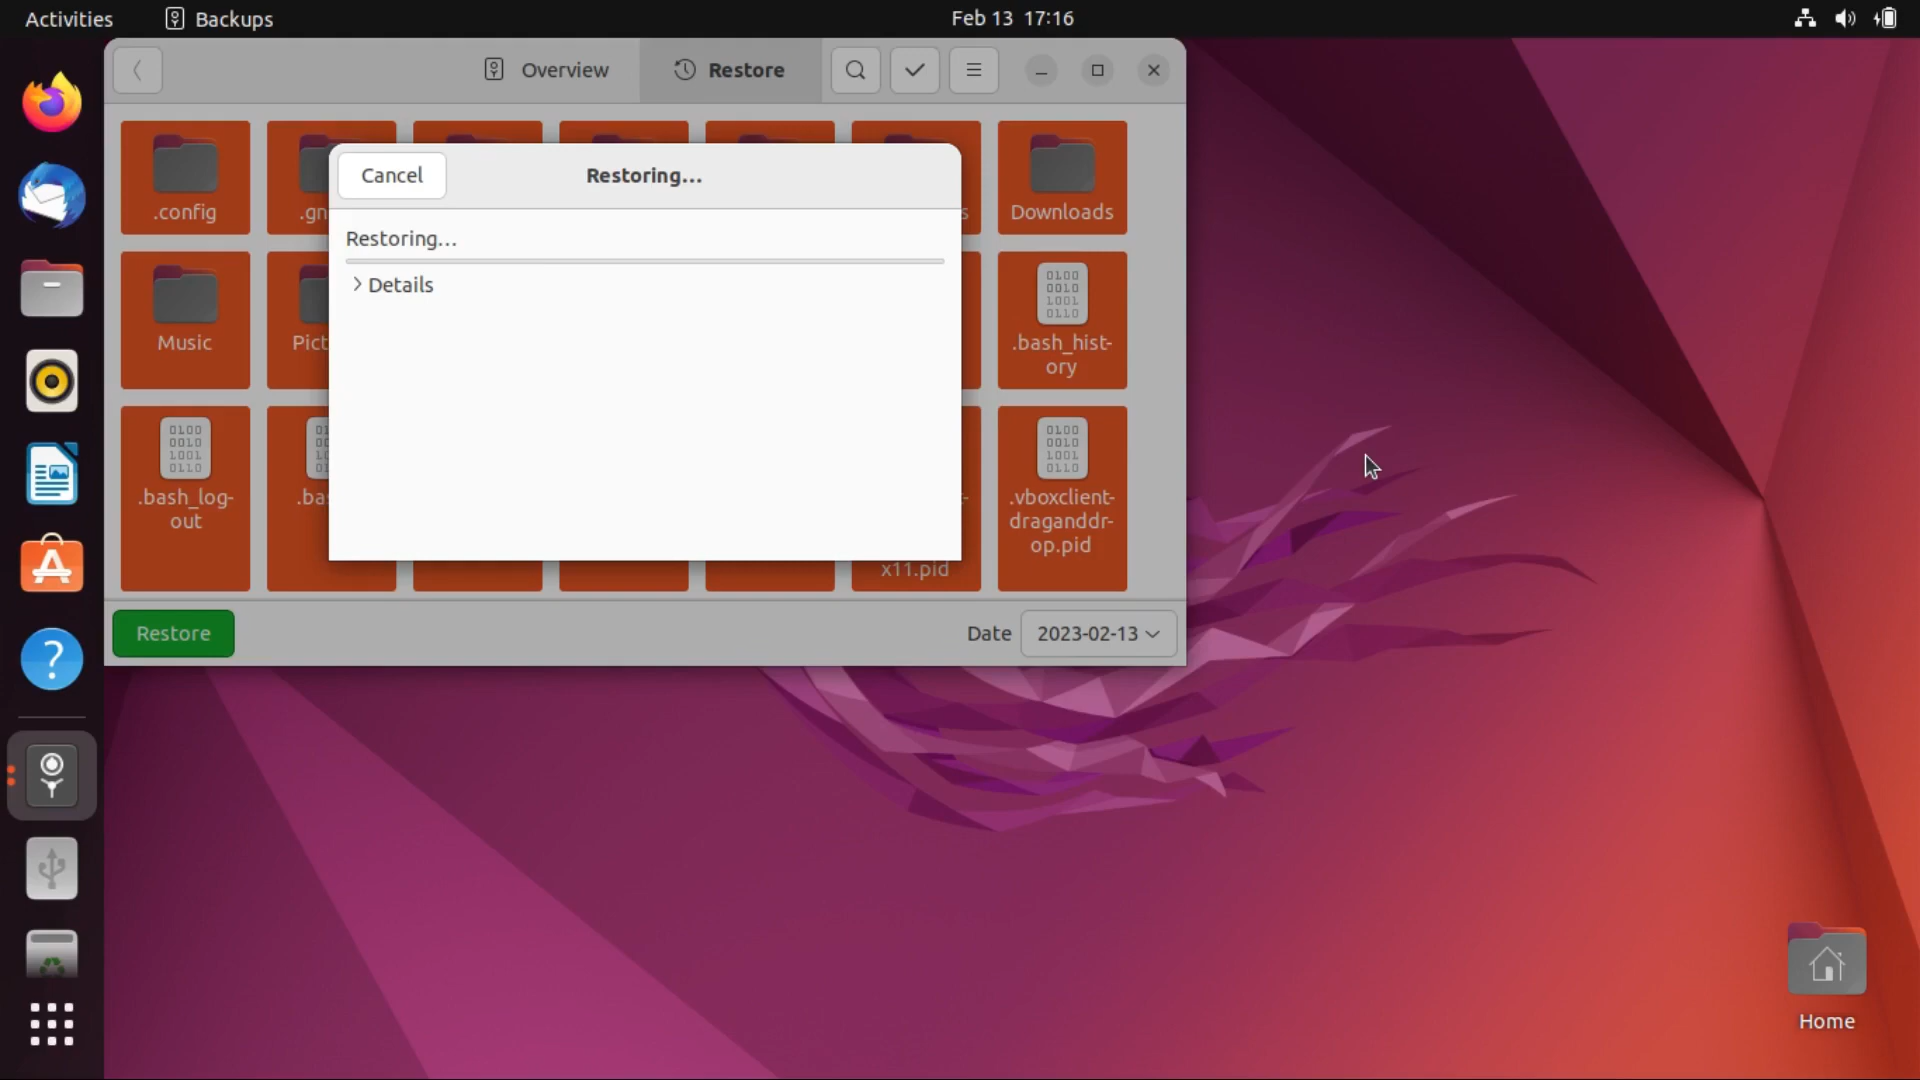 Activities
Backups
Feb 13 17:16
Overview
Restore
.config
Downloads
Cancel
Restoring...
Restoring...
Details
Music
.bash_hist-
ory
.bash_log-
out
.vboxclient-
draganddr-
op.pid
x11.pid
Restore
Date
2023-02-13
Home